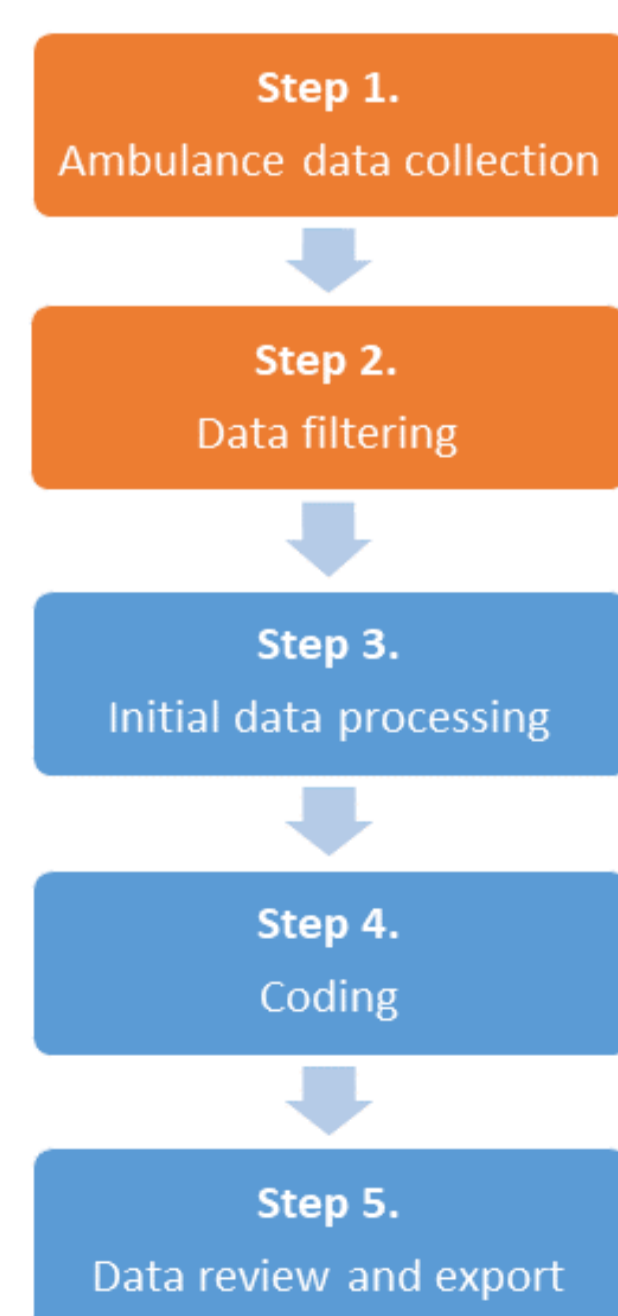 Step 1.
Ambulance data collection
Step 2.
Data filtering
Step 3.
Initial data processing
Step 4.
Coding
Step 5.
Data review and export